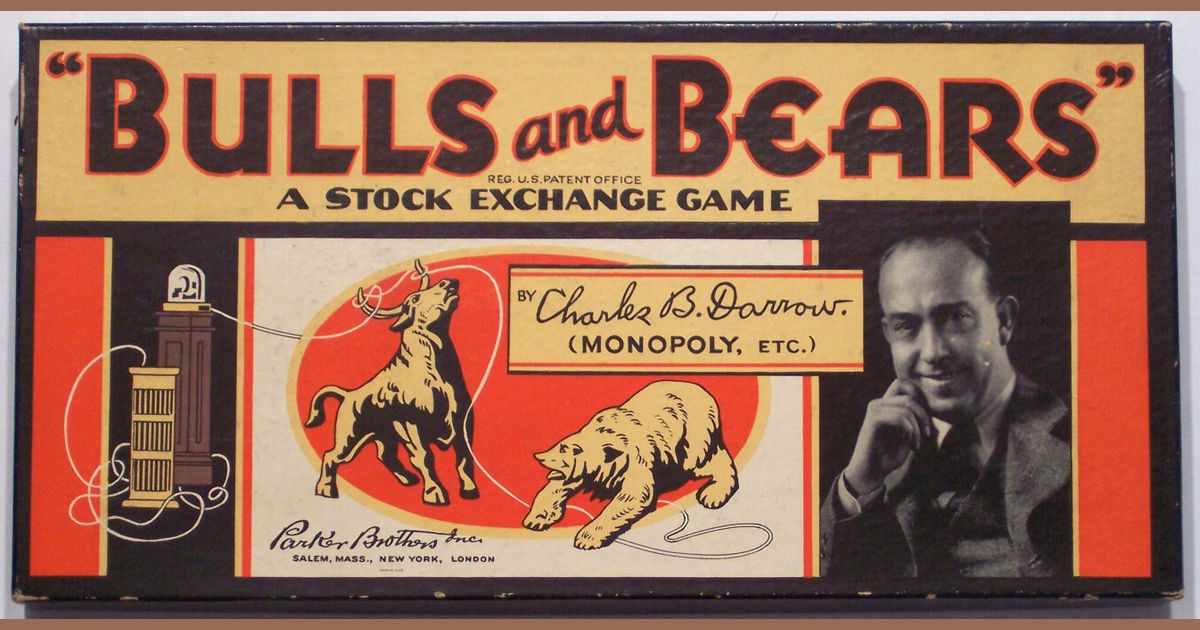 "BULLS and BEARS"
REG. U.S. PATENT OFFICE
A STOCK EXCHANGE GAME
BY Charles B. Darrow.
(MONOPOLY, ETC.)
Parker Brothers Inc.
SALEM, MASS., NEW YORK, LONDON